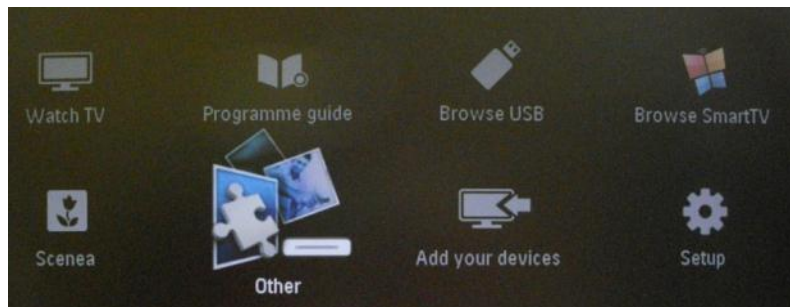 Watch TV
Programme guide
Browse USB
Browse SmartTV
Scenea
Other
Add your devices
Setup